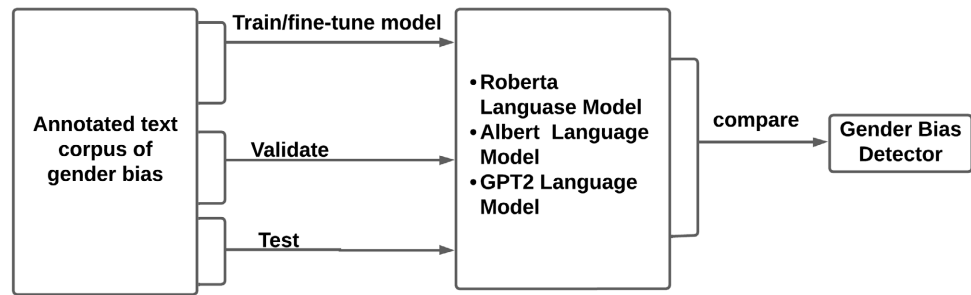 Train/fine-tune model
Annotated text
corpus of
gender bias
Validate
Test
• Roberta
Languase Model
• Albert Language
Model
• GPT2 Language
Model
compare
Gender Bias
Detector